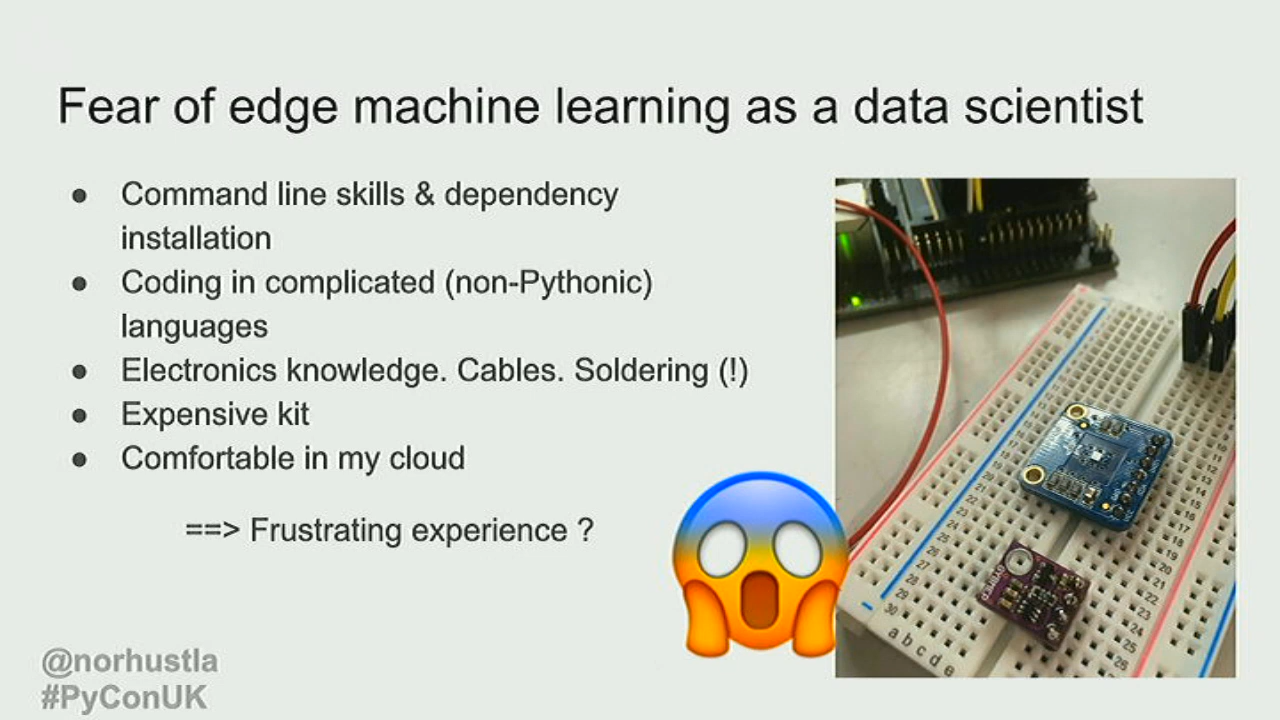 Fear of edge machine learning as a data scientist
● Command line skills & dependency
installation
● Coding in complicated (non-Pythonic)
languages
● Electronics knowledge. Cables. Soldering (!)
● Expensive kit
● Comfortable in my cloud
==> Frustrating experience ?
@norhustla
#PyConUK
a b c d e